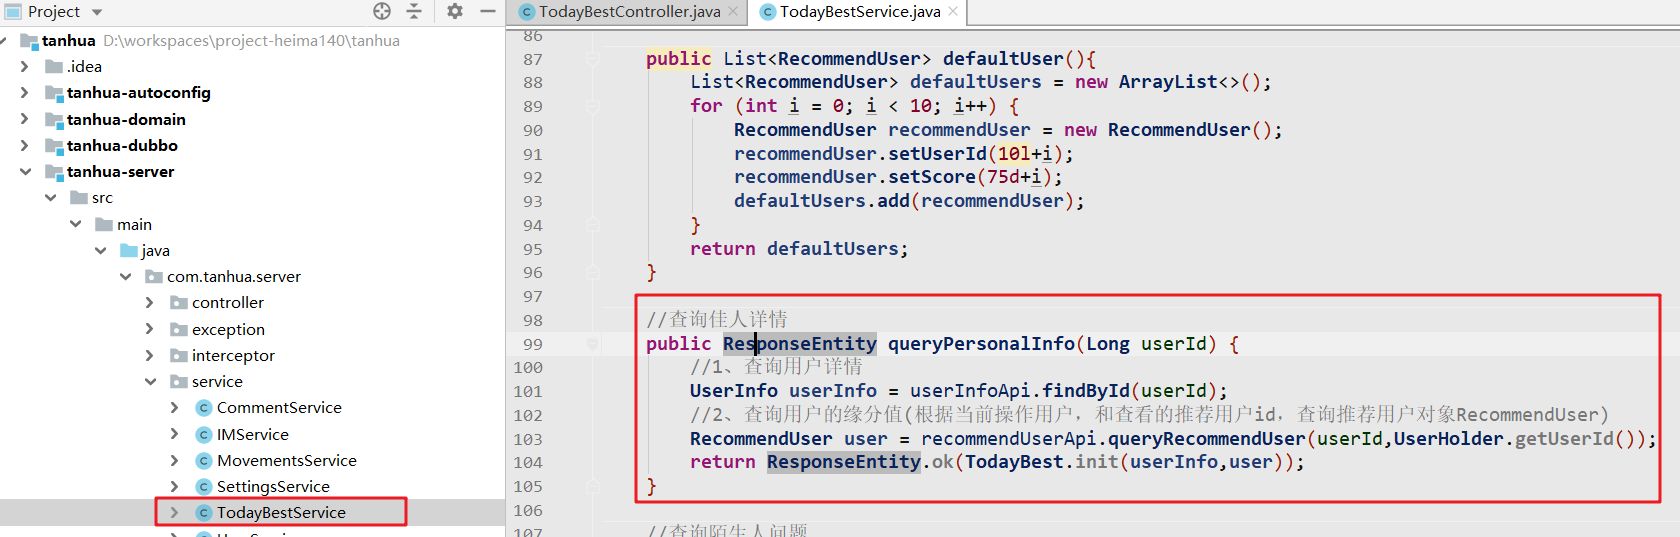 Project
tanhua D:\workspaces\project-heima140\tanhua
.idea
tanhua-autoconfig
tanhua-domain
tanhua-dubbo
tanhua-server
src
main
java
com.tanhua.server
controller
exception
interceptor
service
CommentService
IMService
MovementsService
SettingsService
TodayBestService
TodayBestController.java
TodayBestService.java
86
87 public List<RecommendUser> defaultUser(){
88 List<RecommendUser> defaultUsers = new ArrayList<>();
89 for (int i = 0; i < 10; i++) {
90 RecommendUser recommendUser = new RecommendUser();
91 recommendUser.setUserId(10l+i);
92 recommendUser.setScore(75d+i);
93 defaultUsers.add(recommendUser);
94 }
95 return defaultUsers;
96 }
97
98 //查询佳人详情
99 public ResponseEntity queryPersonalInfo(Long userId) {
100 //1、查询用户详情
101 UserInfo userInfo = userInfoApi.findById(userId);
102 //2、查询用户的缘分值(根据当前操作用户，和查看的推荐用户id，查询推荐用户对象RecommendUser)
103 RecommendUser user = recommendUserApi.queryRecommendUser(userId,UserHolder.getUserId());
104 return ResponseEntity.ok(TodayBest.init(userInfo,user));
105 }
106
107 //查询陌生人问题